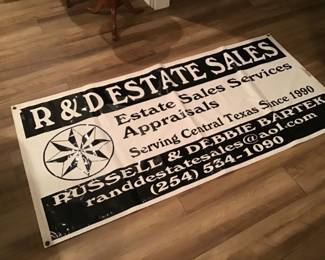 R & D ESTATE SALES
Estate Sales Services
Appraisals
Serving Central Texas Since 1990
RUSSELL & DEBBIE BARTEK
randdestatesales@aol.com
(254) 534-1090